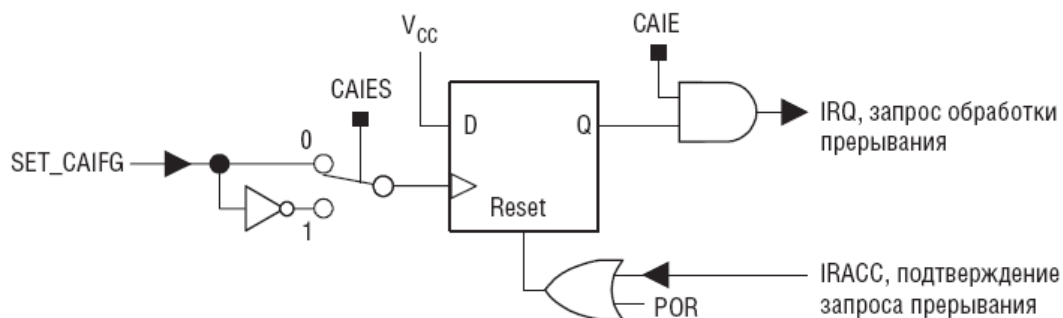 CAIE
V_CC
CAIES
0
D
Q
IRQ, запрос обработки
прерывания
SET_CAIFG
Reset
1
IRACC, подтверждение
запроса прерывания
POR